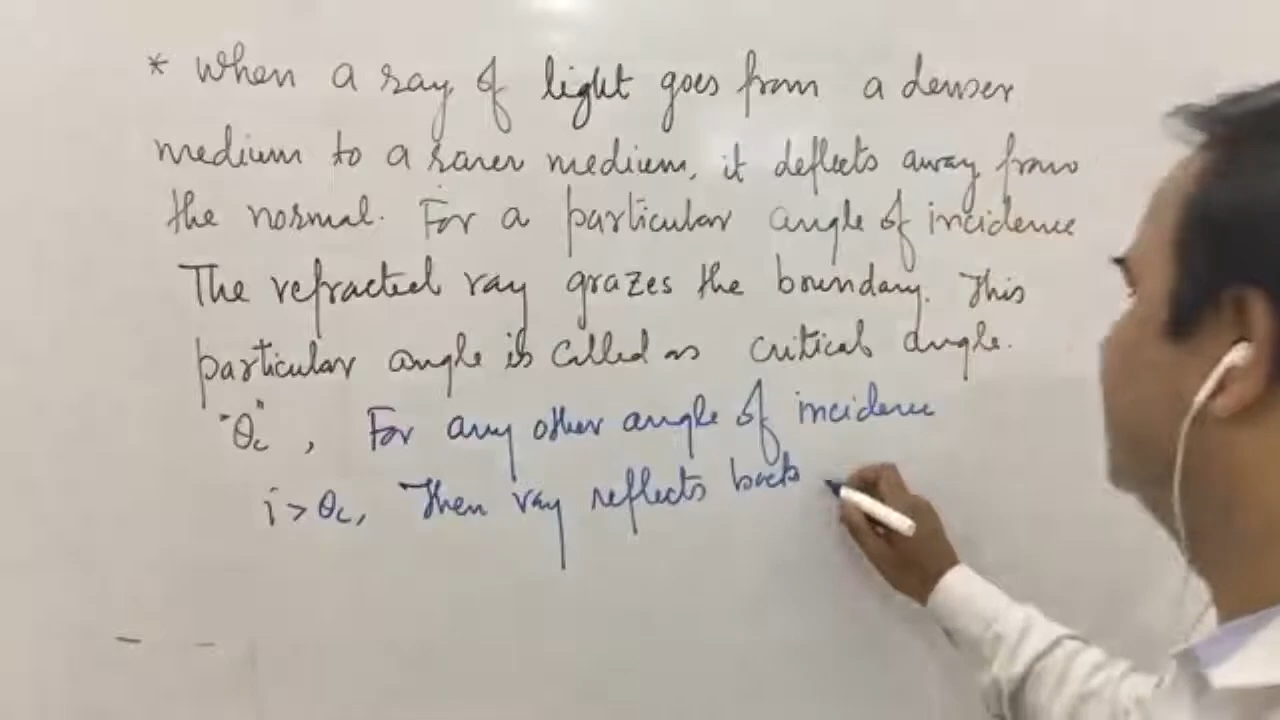 * When a ray of light goes from a denser
medium to a rarer medium, it deflects away from
the normal. For a particular angle of incidence
The refracted ray grazes the boundary. This
particular angle is called as critical angle.
"θc", For any other angle of incidence
i > θc, Then ray reflects back